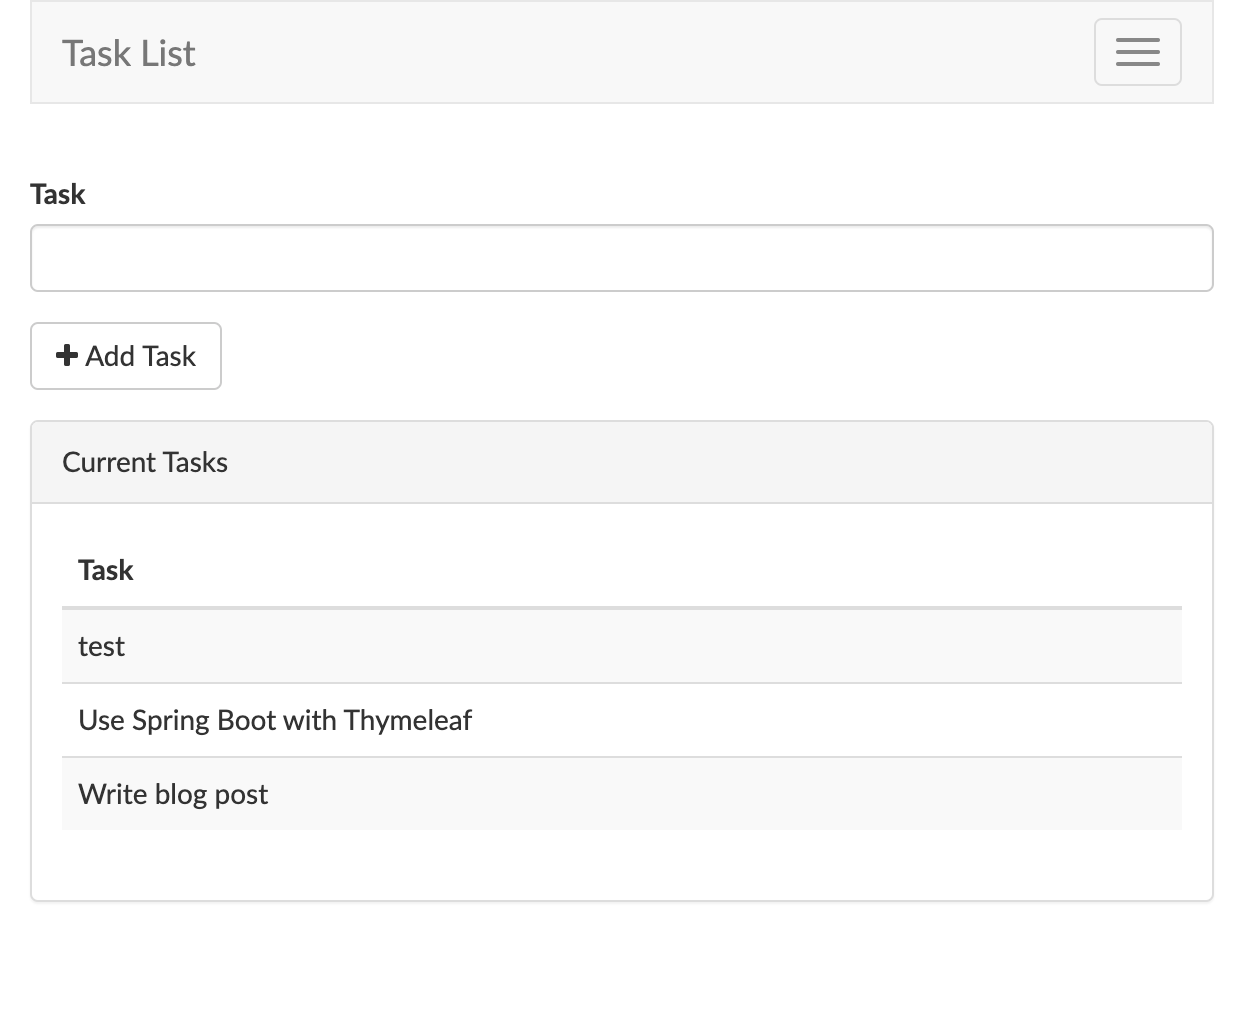 Task List
Task
Add Task
Current Tasks
Task
test
Use Spring Boot with Thymeleaf
Write blog post